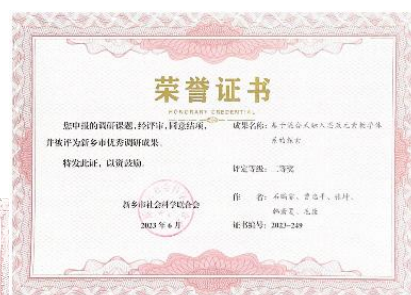 荣誉证书
HONORARY CREDENTIAL
您申报的调研课题,经评审,同意结项,
并被评为新乡市优秀调研成果。
特发此证,以资鼓励。
新乡市社会科学联合会
2023年6月
成果名称:
评定等级:二等奖
作 者:
证书编号:2023-249